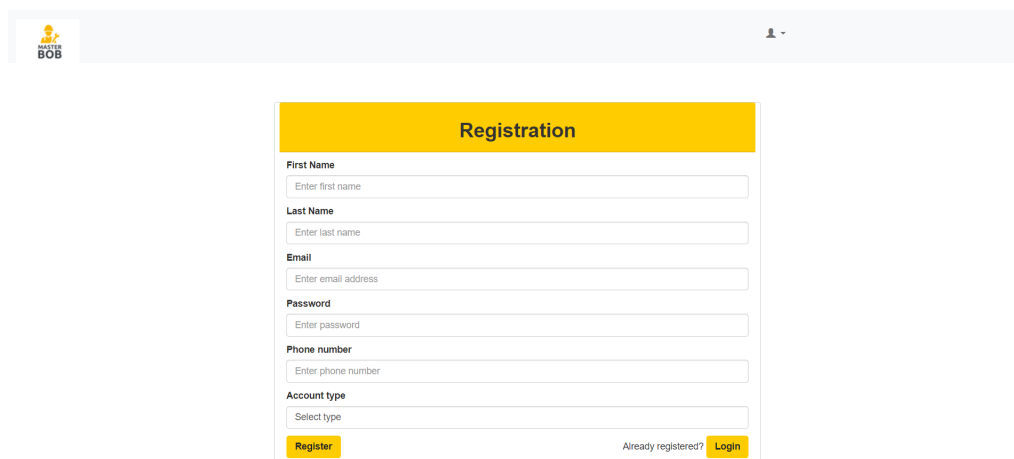 MASTER
BOB
Registration
First Name
Enter first name
Last Name
Enter last name
Email
Enter email address
Password
Enter password
Phone number
Enter phone number
Account type
Select type
Register Already registered? Login